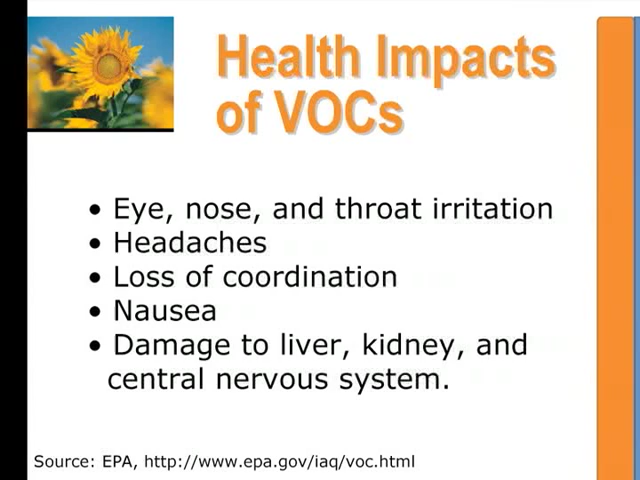 Health Impacts
of VOCs
• Eye, nose, and throat irritation
• Headaches
• Loss of coordination
• Nausea
• Damage to liver, kidney, and
central nervous system.
Source: EPA, http://www.epa.gov/iaq/voc.html